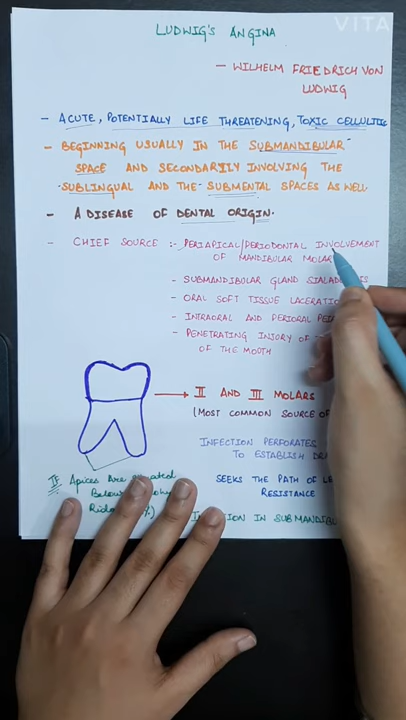 VITA
LUDWIG'S ANGINA
- WILHELM FRIEDRICH VON
LUDWIG
- ACUTE, POTENTIALLY LIFE THREATENING, TOXIC CELLULITIS
- BEGINNING USUALLY IN THE SUBMANDIBULAR
SPACE AND SECONDARILY INVOLVING THE
SUBLINGUAL AND THE SUBMENTAL SPACES AS WELL.
- A DISEASE OF DENTAL ORIGIN.
- CHIEF SOURCE :- PERIAPICAL/PERIODONTAL INVOLVEMENT
OF MANDIBULAR MOLAR
- SUBMANDIBULAR GLAND
- ORAL SOFT TISSUE
- INTRAORAL AND PERIORAL
- PENETRATING INJURY OF
OF THE MOUTH
II AND III MOLARS
(MOST COMMON SOURCE OF
INFECTION PERFORATES
TO ESTABLISH
If Apices Are
SEEKS THE PATH OF
Below
RESISTANCE
IN SUBMANDIBU